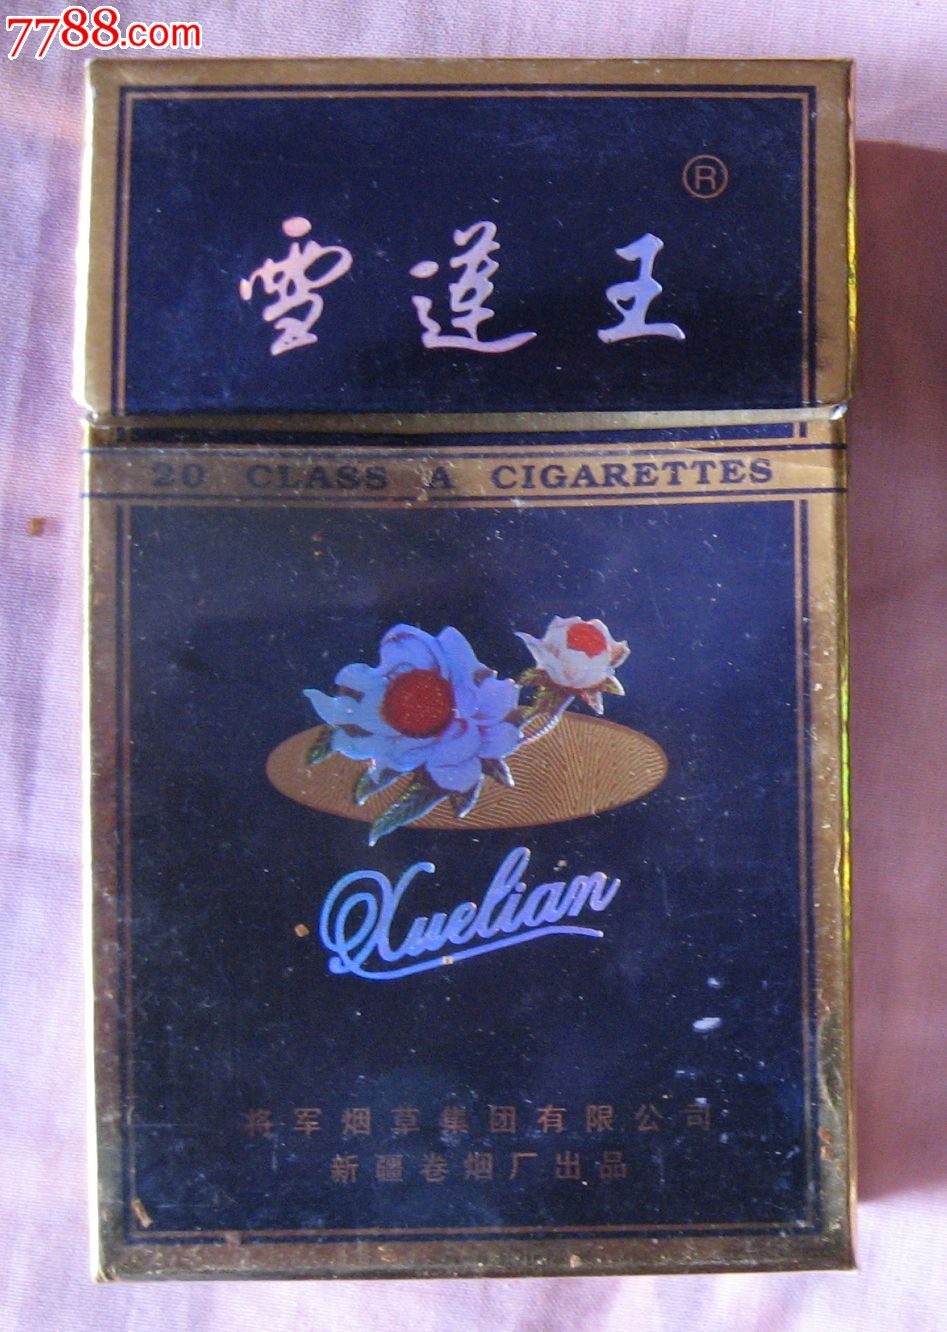 7788.com
®
雪莲王
20 CLASS A CIGARETTES
Xuelian
将军烟草集团有限公司
新疆卷烟厂出品